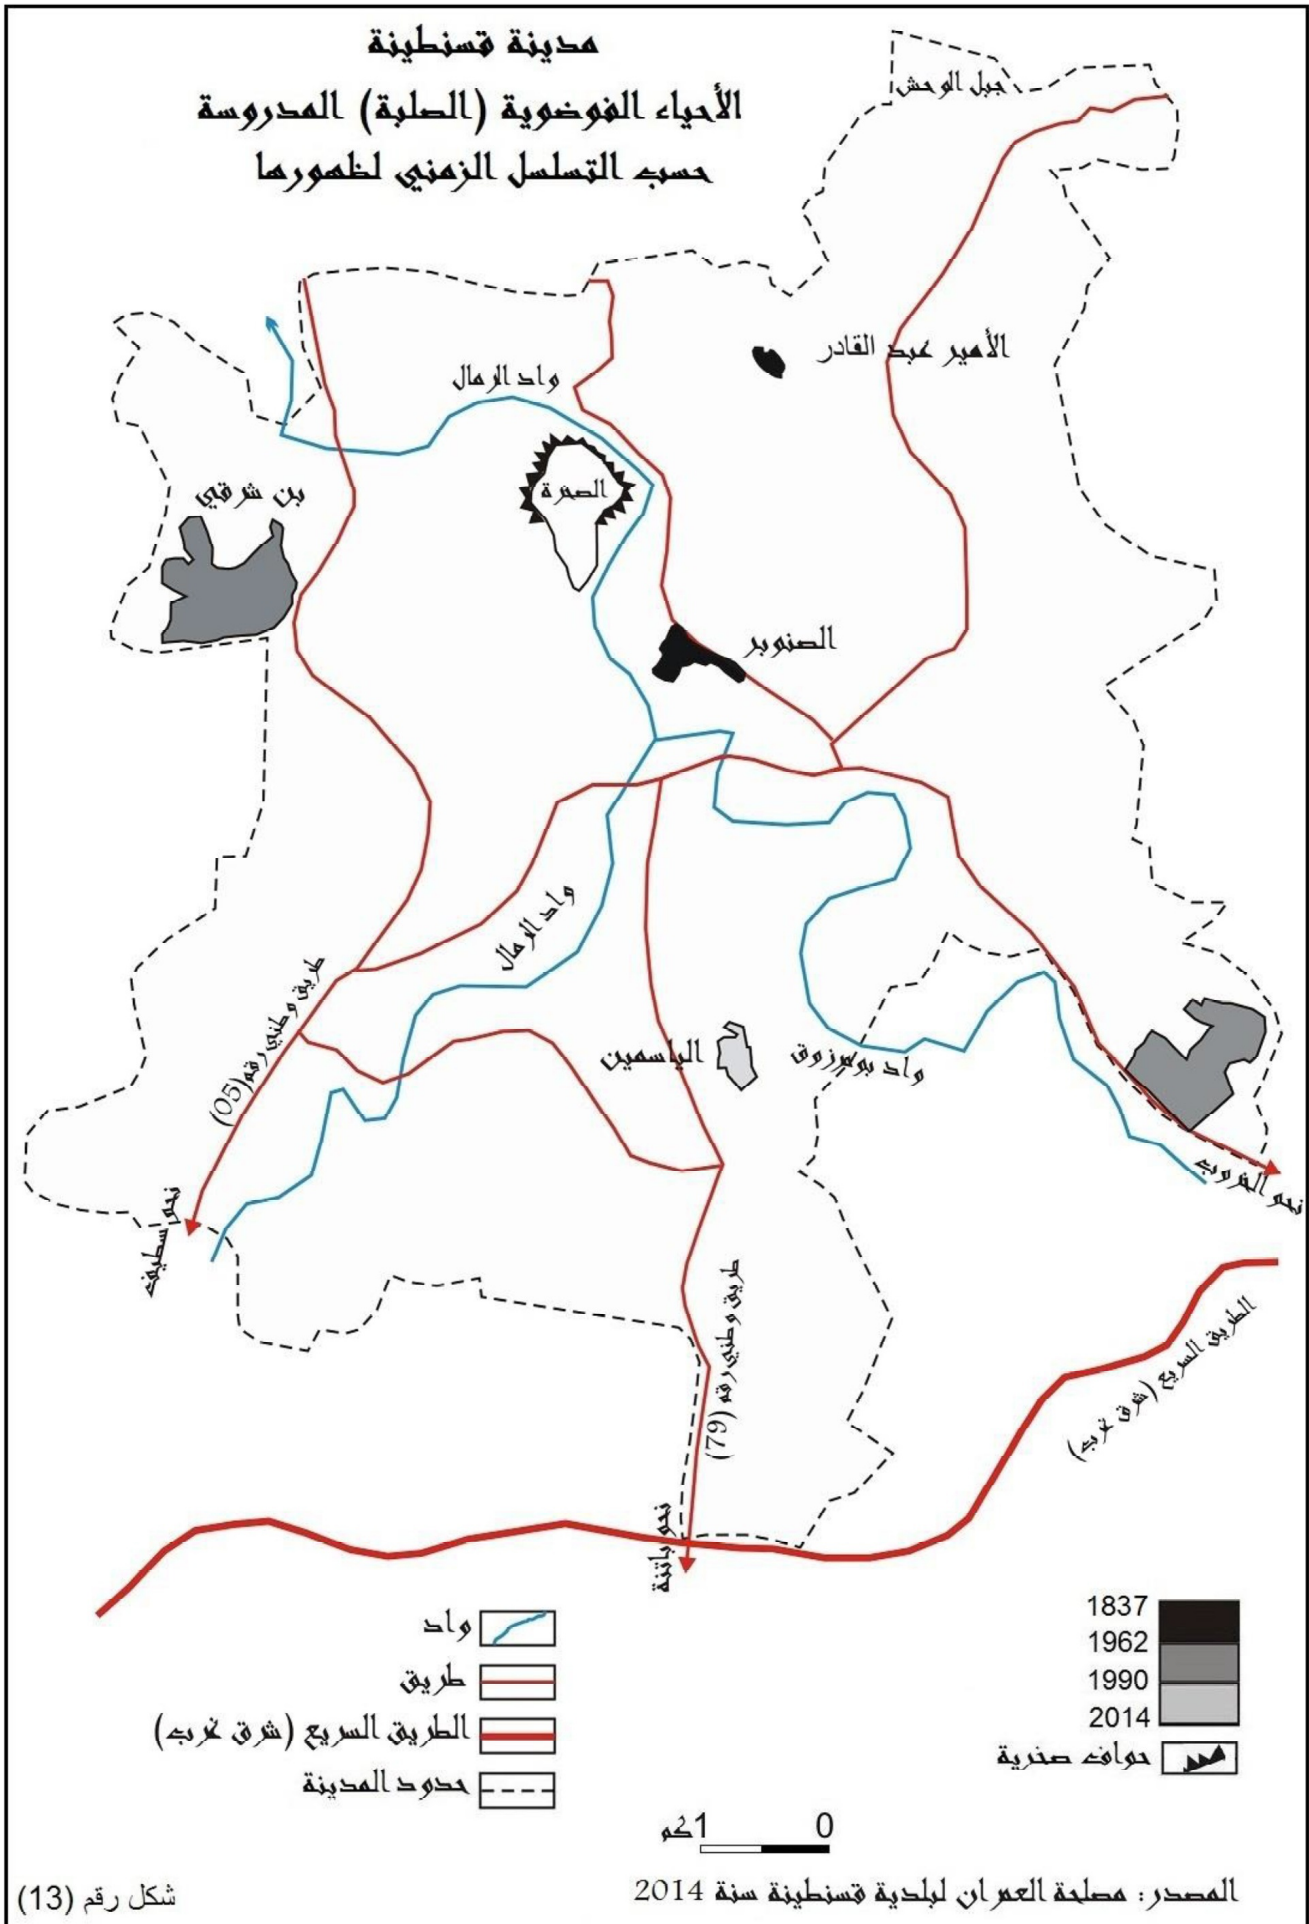 مدينة قسنطينة
الأحياء الفوضوية (الصلبة) المدروسة
حسب التسلسل الزمني لظهورها
جبل الوحش
الأمير عبد القادر
واد الرمال
الصخرة
بن شرقي
الصنوبر
واد الرمال
طريق وطني رقم (05)
الياسمين
واد بومرزوق
نحو الخروب
نحو سطيف
طريق وطني رقم (79)
الطريق السريع (شرق غرب)
نحو باتنة
واد
طريق
الطريق السريع (شرق غرب)
حدود المدينة
1837
1962
1990
2014
حواف صخرية
0
1كم
المصدر: مصلحة العمران لبلدية قسنطينة سنة 2014
شكل رقم (13)